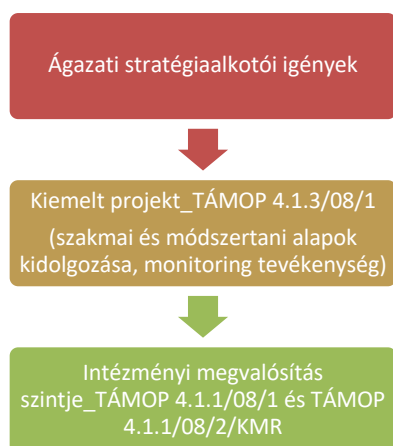 Ágazati stratégiaalkotói igények
Kiemelt projekt_TÁMOP 4.1.3/08/1
(szakmai és módszertani alapok
kidolgozása, monitoring tevékenység)
Intézményi megvalósítás
szintje_TÁMOP 4.1.1/08/1 és TÁMOP
4.1.1/08/2/KMR